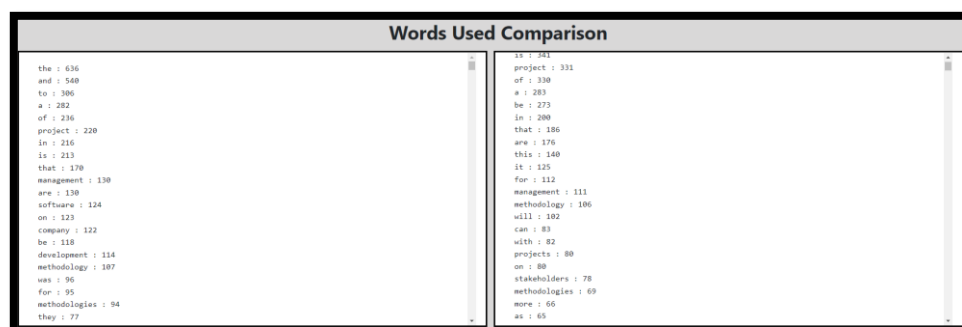 Words Used Comparison
the : 636
and : 540
to : 306
a : 282
of : 236
project : 220
in : 216
is : 213
that : 170
management : 130
are : 130
software : 124
on : 123
company : 122
be : 118
development : 114
methodology : 107
was : 96
for : 95
methodologies : 94
they : 77
is : 341
project : 331
of : 330
a : 283
be : 273
in : 200
that : 186
are : 176
this : 140
it : 125
for : 112
management : 111
methodology : 106
will : 102
can : 83
with : 82
projects : 80
on : 80
stakeholders : 78
methodologies : 69
more : 66
as : 65